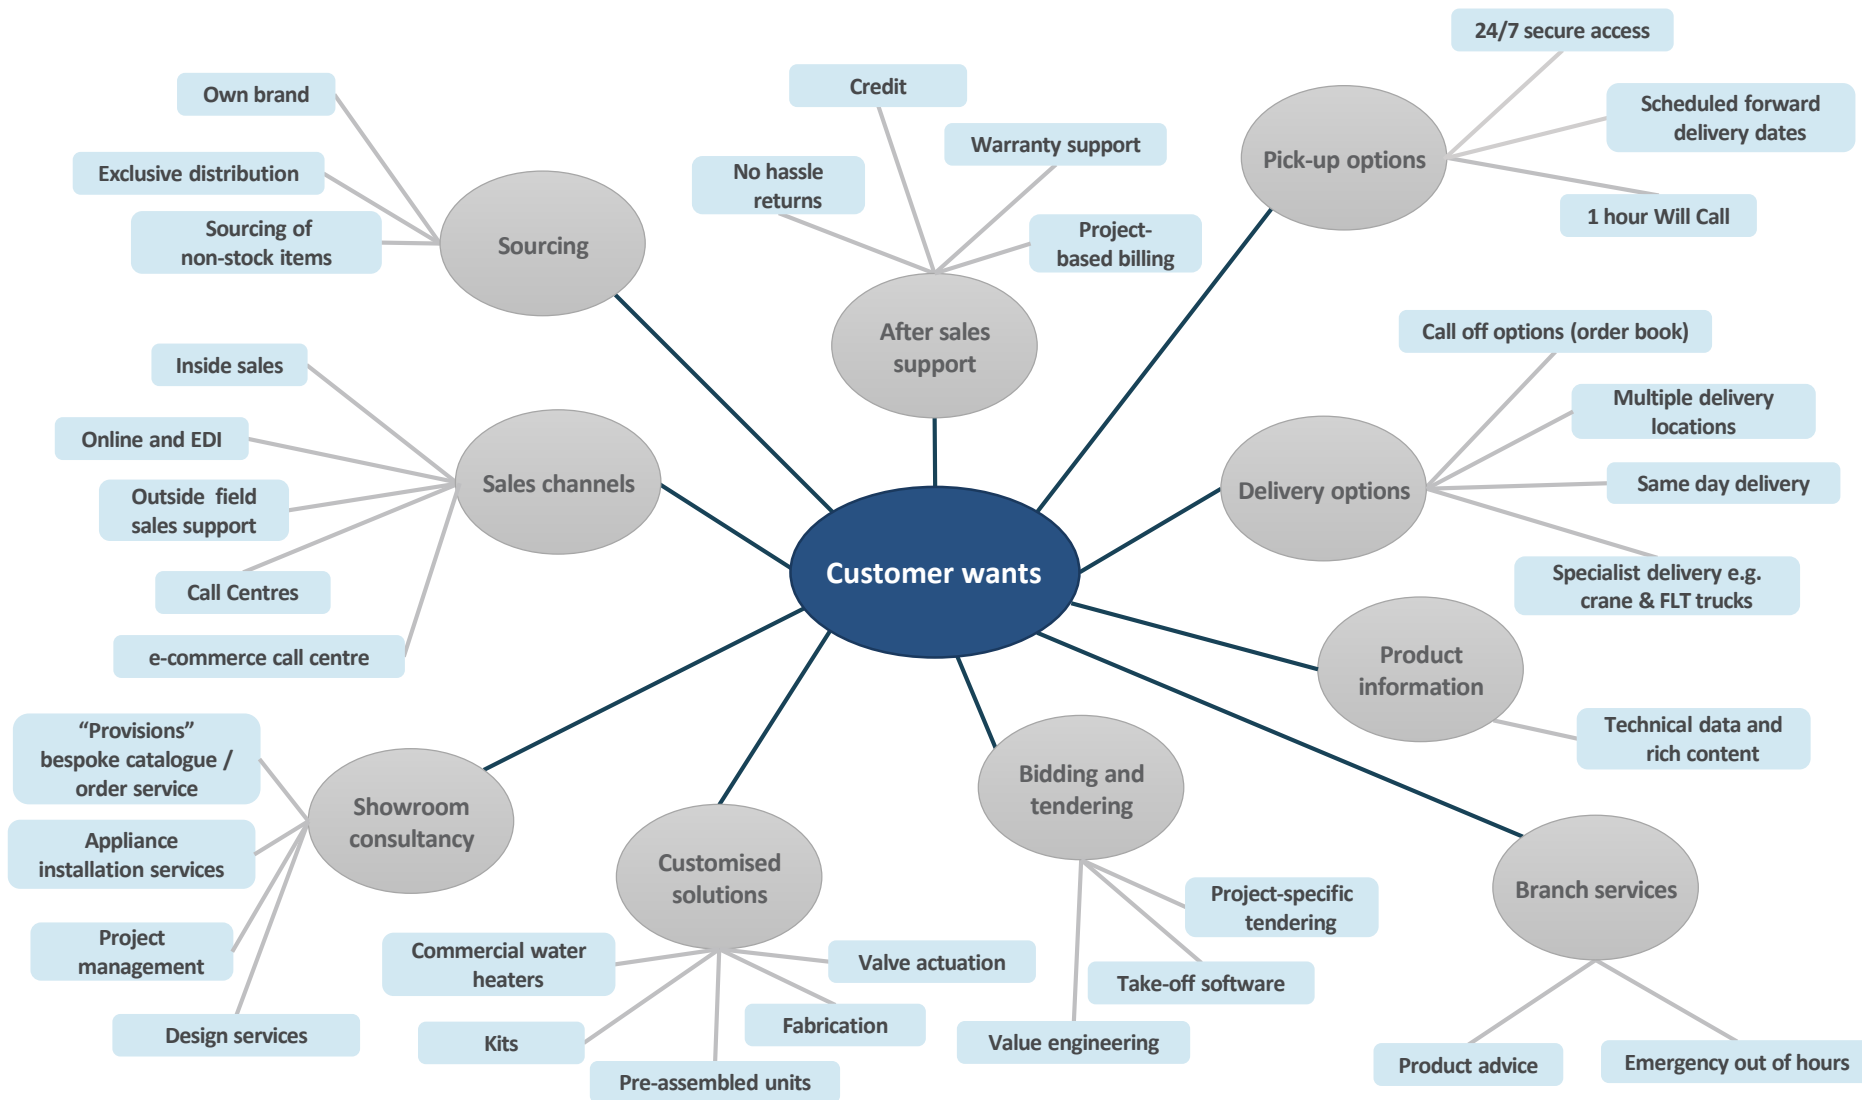 24/7 secure access
Credit
Own brand
Scheduled forward
delivery dates
Warranty support
Pick-up options
No hassle
returns
Exclusive distribution
1 hour Will Call
Sourcing of
non-stock items
Sourcing
Project-
based billing
After sales
support
Call off options (order book)
Inside sales
Multiple delivery
locations
Online and EDI
Sales channels
Delivery options
Same day delivery
Outside field
sales support
Customer wants
Call Centres
Specialist delivery e.g.
crane & FLT trucks
e-commerce call centre
Product
information
“Provisions”
bespoke catalogue /
order service
Technical data and
rich content
Bidding and
tendering
Showroom
consultancy
Appliance
installation services
Customised
solutions
Branch services
Project-specific
tendering
Project
management
Commercial water
heaters
Valve actuation
Take-off software
Design services
Kits
Fabrication
Value engineering
Pre-assembled units
Product advice
Emergency out of hours